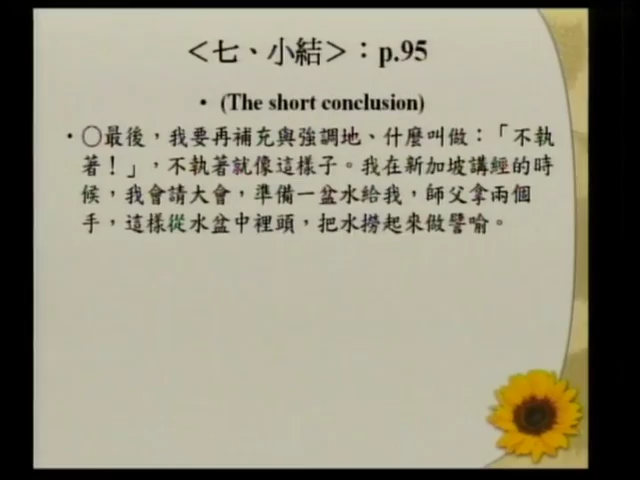 ＜七、小結＞：p.95
• (The short conclusion)
• ○最後，我要再補充與強調地、什麼叫做：「不執
著！」，不執著就像這樣子。我在新加坡講經的時
候，我會請大會，準備一盆水給我，師父拿兩個
手，這樣從水盆中裡頭，把水撈起來做譬喻。